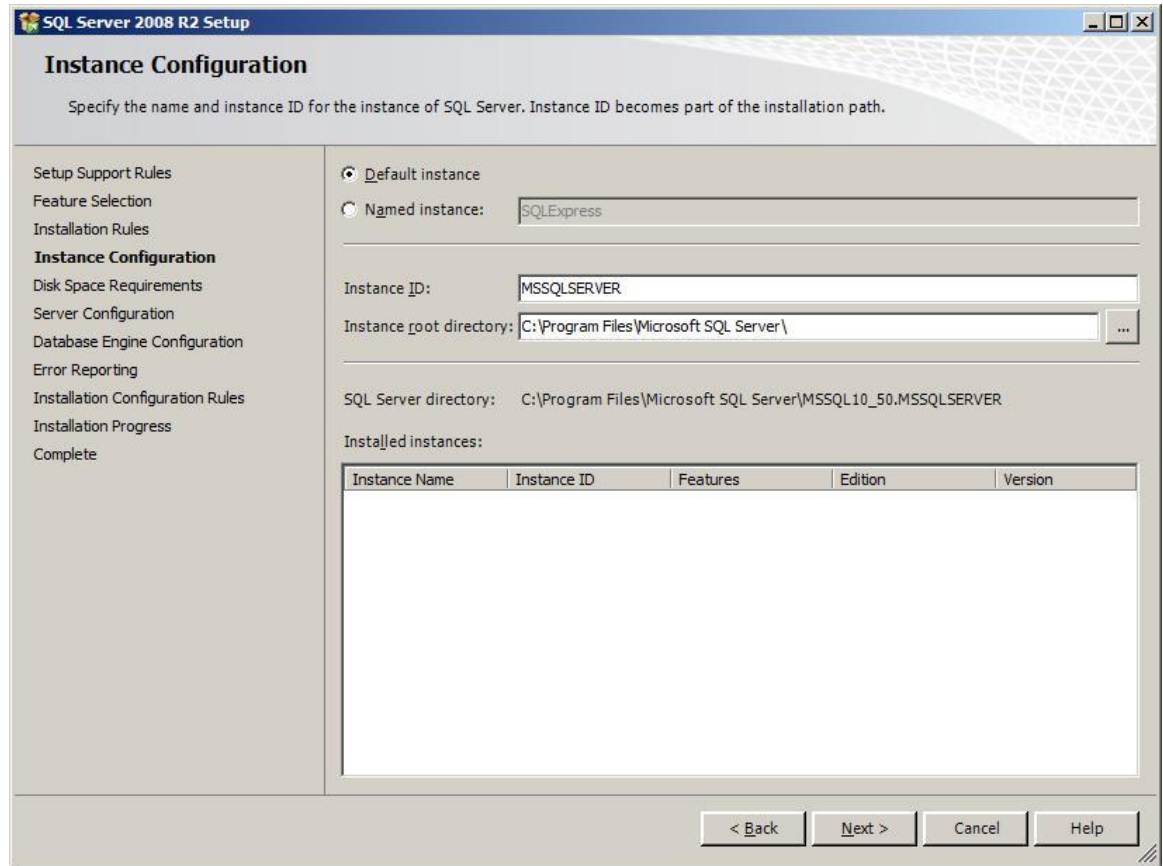 SQL Server 2008 R2 Setup
Instance Configuration
Specify the name and instance ID for the instance of SQL Server. Instance ID becomes part of the installation path.
Setup Support Rules
Feature Selection
Installation Rules
Instance Configuration
Disk Space Requirements
Server Configuration
Database Engine Configuration
Error Reporting
Installation Configuration Rules
Installation Progress
Complete
Default instance
Named instance: SQLExpress
Instance ID: MSSQLSERVER
Instance root directory: C:\Program Files\Microsoft SQL Server\ ...
SQL Server directory: C:\Program Files\Microsoft SQL Server\MSSQL10_50.MSSQLSERVER
Installed instances:
Instance Name Instance ID Features Edition Version
< Back Next > Cancel Help